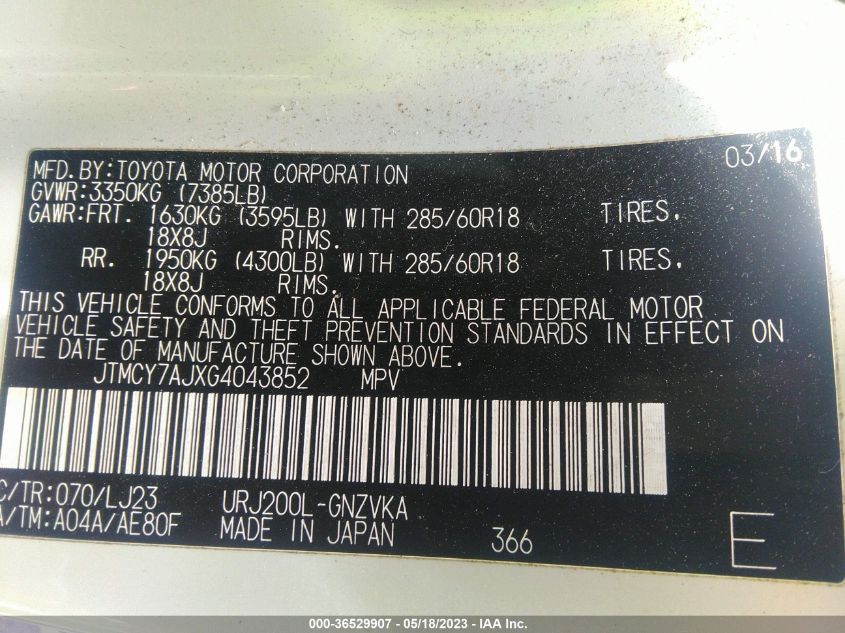 MFD.BY:TOYOTA MOTOR CORPORATION 03/16
GVWR:3350KG (7385LB)
GAWR:FRT. 1630KG (3595LB) WITH 285/60R18 TIRES.
18X8J RIMS.
RR. 1950KG (4300LB) WITH 285/60R18 TIRES.
18X8J RIMS.
THIS VEHICLE CONFORMS TO ALL APPLICABLE FEDERAL MOTOR
VEHICLE SAFETY AND THEFT PREVENTION STANDARDS IN EFFECT ON
THE DATE OF MANUFACTURE SHOWN ABOVE.
JTMCY7AJXG4043852 MPV
C/TR:070/LJ23 URJ200L-GNZVKA
A/TM:A04A/AE80F MADE IN JAPAN 366 E
000-36529907 - 05/18/2023 - IAA Inc.